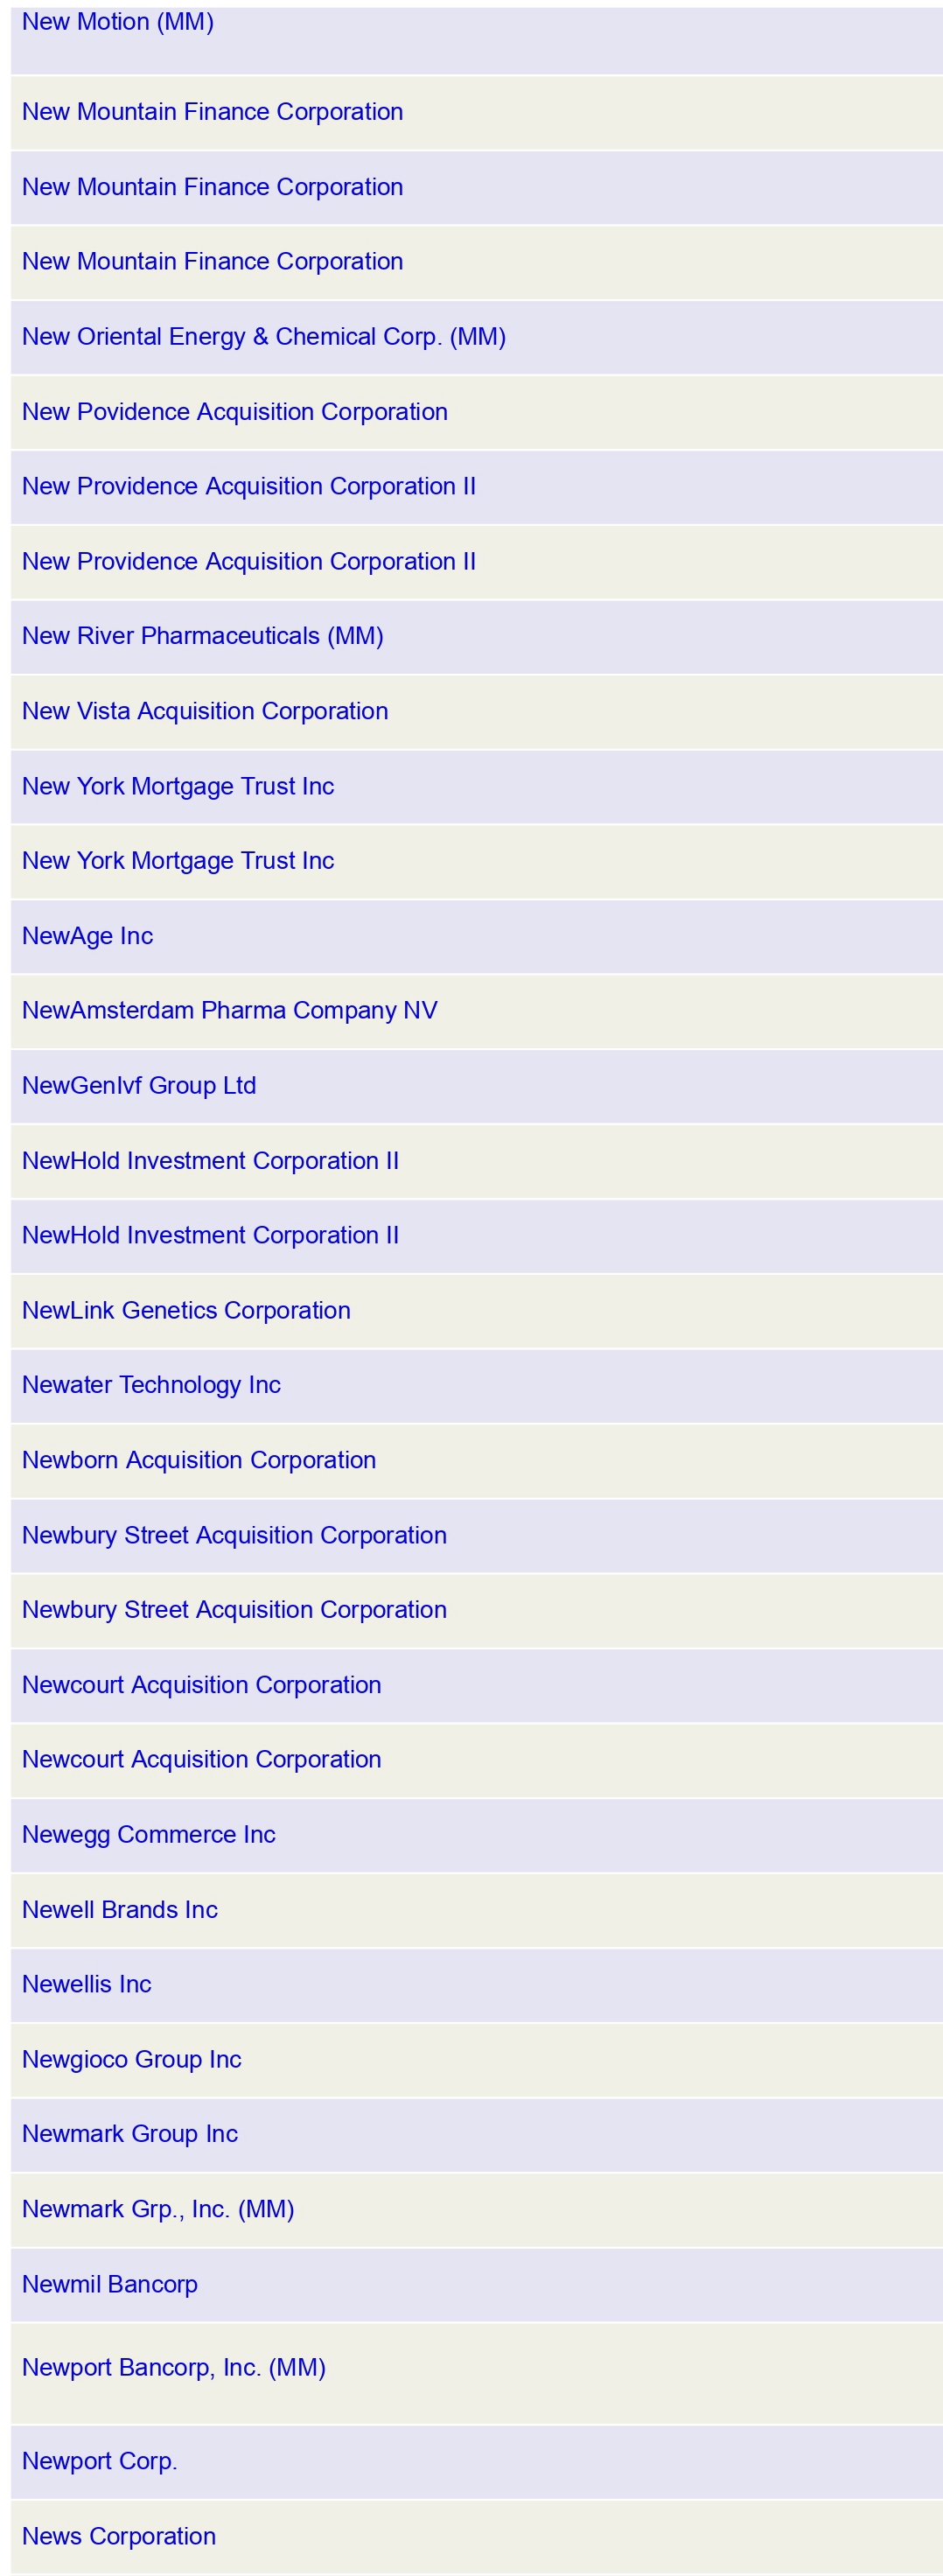 New Motion (MM)
New Mountain Finance Corporation
New Mountain Finance Corporation
New Mountain Finance Corporation
New Oriental Energy & Chemical Corp. (MM)
New Povidence Acquisition Corporation
New Providence Acquisition Corporation II
New Providence Acquisition Corporation II
New River Pharmaceuticals (MM)
New Vista Acquisition Corporation
New York Mortgage Trust Inc
New York Mortgage Trust Inc
NewAge Inc
NewAmsterdam Pharma Company NV
NewGenIvf Group Ltd
NewHold Investment Corporation II
NewHold Investment Corporation II
NewLink Genetics Corporation
Newater Technology Inc
Newborn Acquisition Corporation
Newbury Street Acquisition Corporation
Newbury Street Acquisition Corporation
Newcourt Acquisition Corporation
Newcourt Acquisition Corporation
Newegg Commerce Inc
Newell Brands Inc
Newellis Inc
Newgioco Group Inc
Newmark Group Inc
Newmark Grp., Inc. (MM)
Newmil Bancorp
Newport Bancorp, Inc. (MM)
Newport Corp.
News Corporation